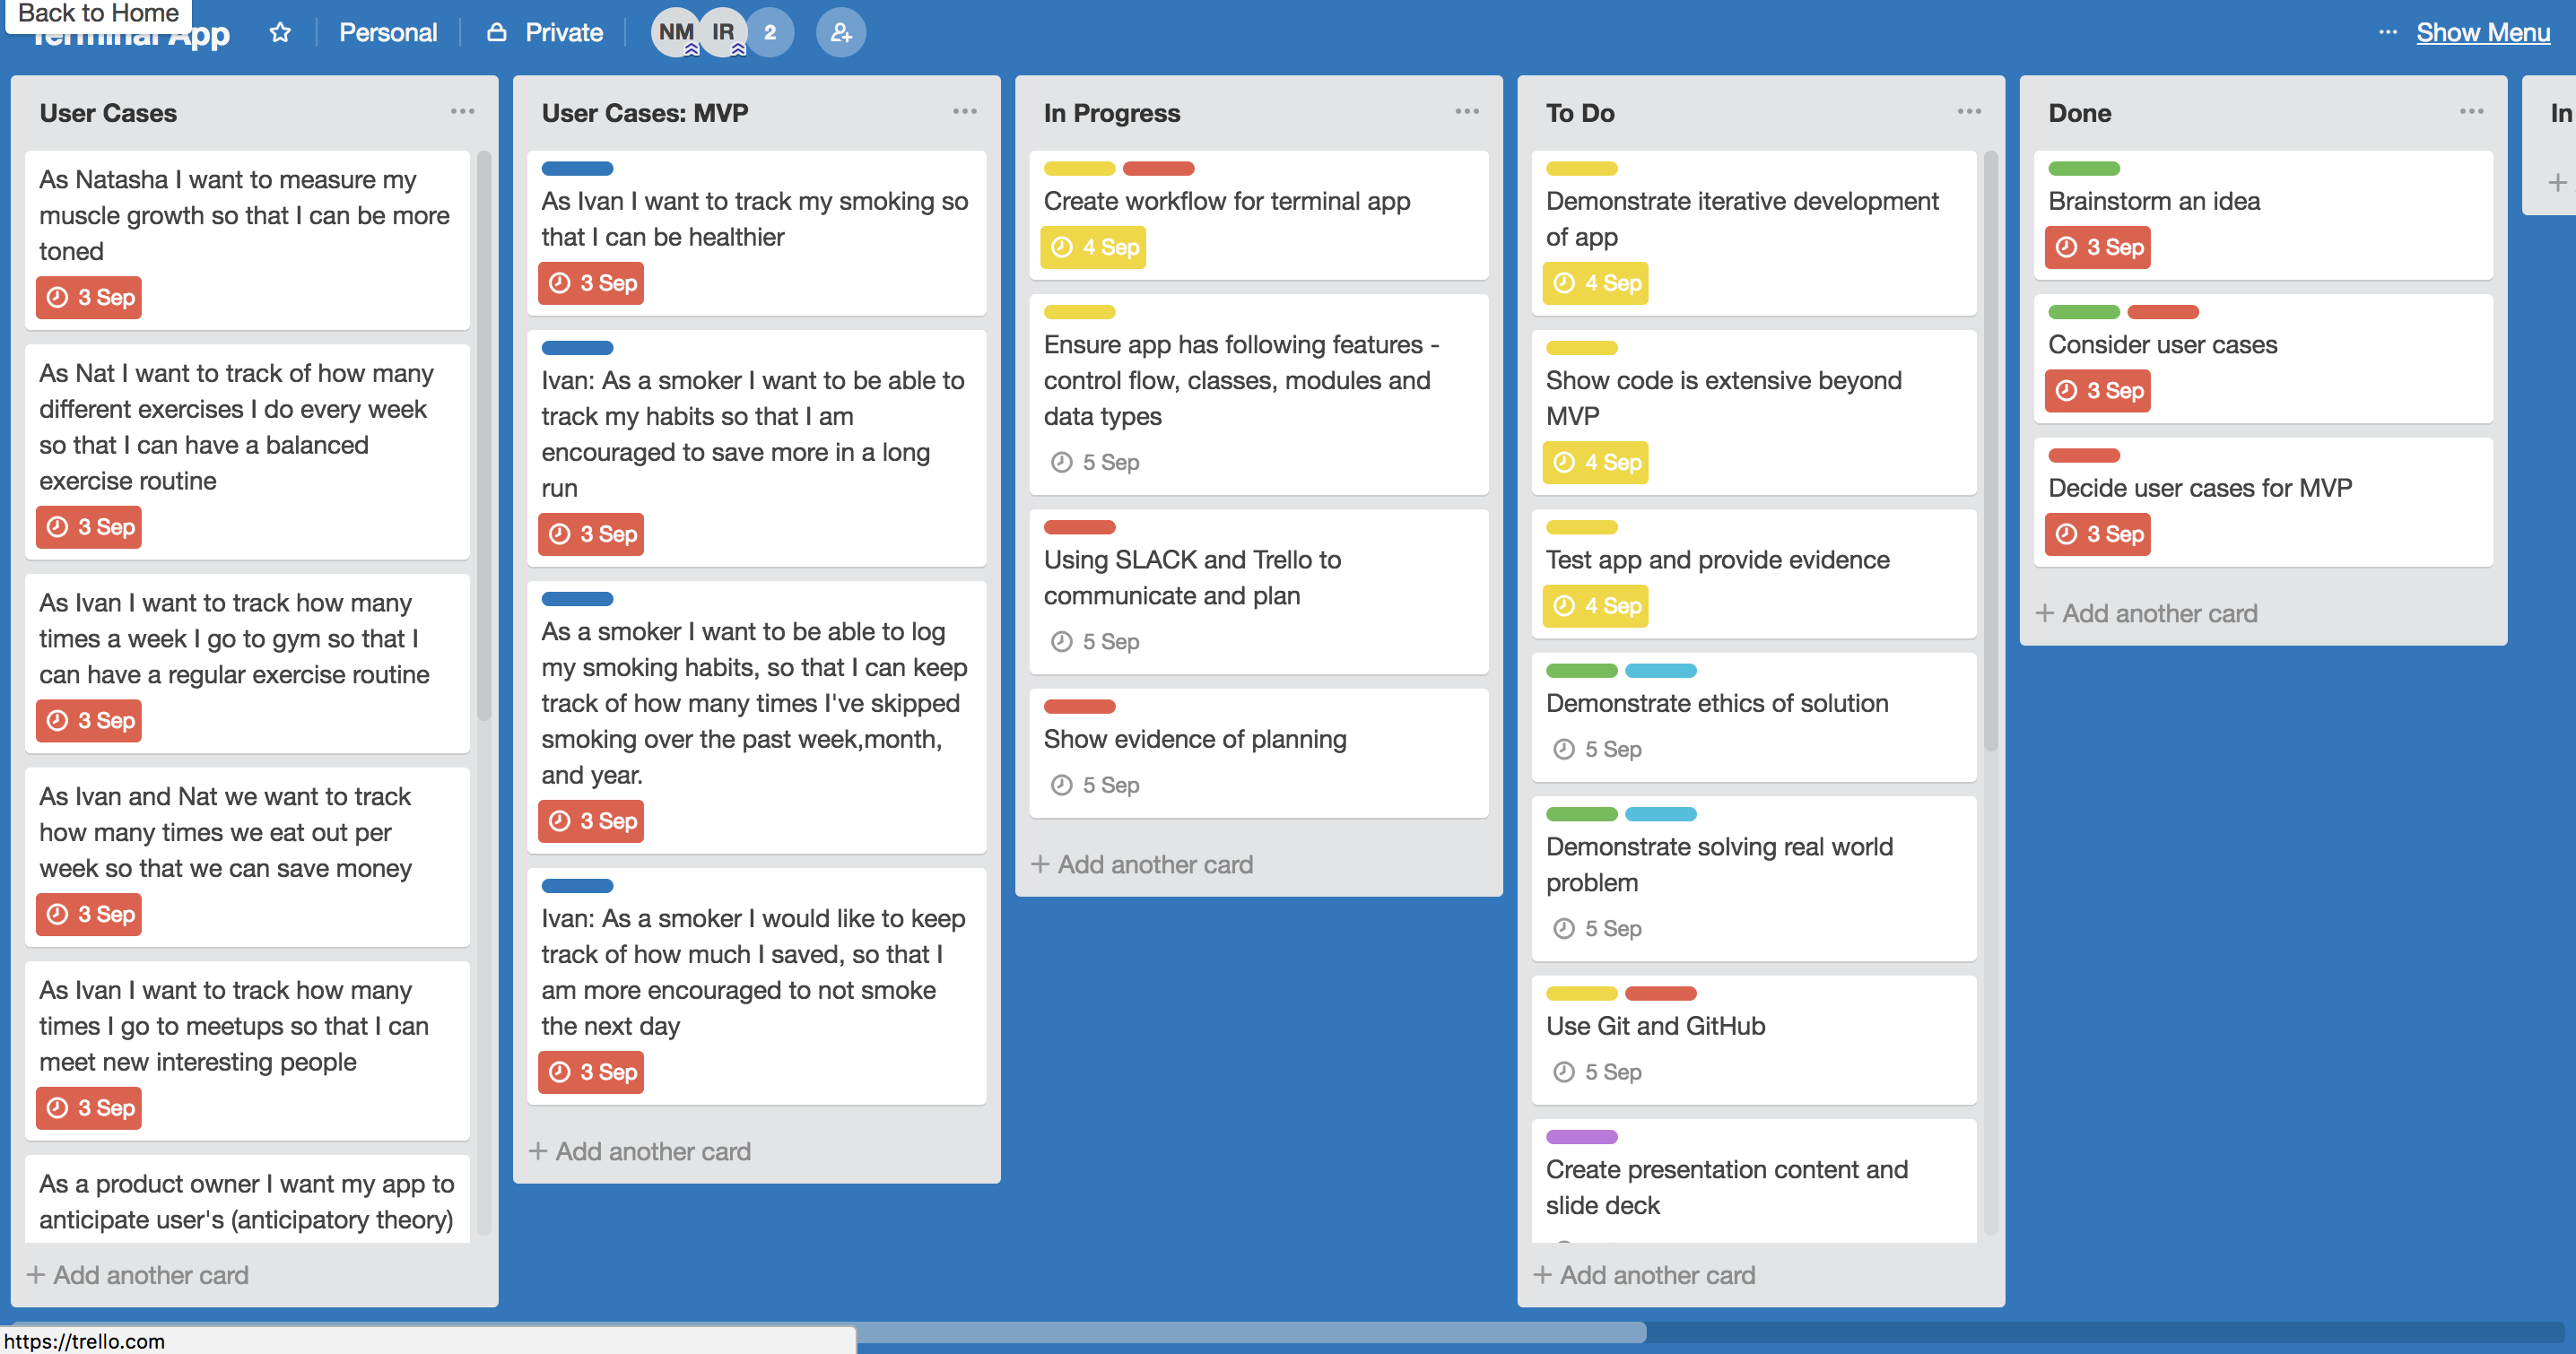 Back to Home
Terminal App
Personal
Private
NM
IR
2
Show Menu
User Cases
As Natasha I want to measure my
muscle growth so that I can be more
toned
3 Sep
As Nat I want to track of how many
different exercises I do every week
so that I can have a balanced
exercise routine
3 Sep
As Ivan I want to track how many
times a week I go to gym so that I
can have a regular exercise routine
3 Sep
As Ivan and Nat we want to track
how many times we eat out per
week so that we can save money
3 Sep
As Ivan I want to track how many
times I go to meetups so that I can
meet new interesting people
3 Sep
As a product owner I want my app to
anticipate user's (anticipatory theory)
+ Add another card
User Cases: MVP
As Ivan I want to track my smoking so
that I can be healthier
3 Sep
Ivan: As a smoker I want to be able to
track my habits so that I am
encouraged to save more in a long
run
3 Sep
As a smoker I want to be able to log
my smoking habits, so that I can keep
track of how many times I've skipped
smoking over the past week,month,
and year.
3 Sep
Ivan: As a smoker I would like to keep
track of how much I saved, so that I
am more encouraged to not smoke
the next day
3 Sep
+ Add another card
In Progress
Create workflow for terminal app
4 Sep
Ensure app has following features -
control flow, classes, modules and
data types
5 Sep
Using SLACK and Trello to
communicate and plan
5 Sep
Show evidence of planning
5 Sep
+ Add another card
To Do
Demonstrate iterative development
of app
4 Sep
Show code is extensive beyond
MVP
4 Sep
Test app and provide evidence
4 Sep
Demonstrate ethics of solution
5 Sep
Demonstrate solving real world
problem
5 Sep
Use Git and GitHub
5 Sep
Create presentation content and
slide deck
+ Add another card
Done
Brainstorm an idea
3 Sep
Consider user cases
3 Sep
Decide user cases for MVP
3 Sep
+ Add another card
In
+
https://trello.com